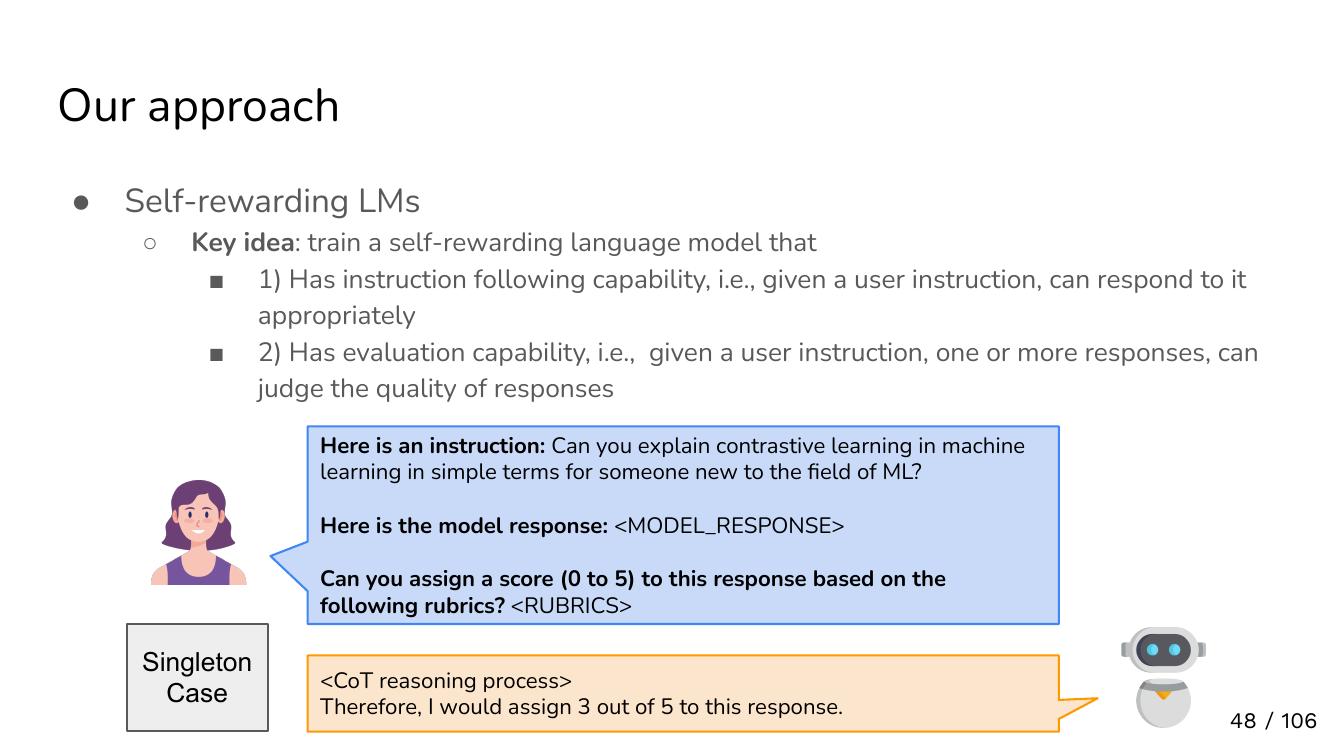 Our approach
● Self-rewarding LMs
○ Key idea: train a self-rewarding language model that
■ 1) Has instruction following capability, i.e., given a user instruction, can respond to it
appropriately
■ 2) Has evaluation capability, i.e.,  given a user instruction, one or more responses, can
judge the quality of responses
Here is an instruction: Can you explain contrastive learning in machine
learning in simple terms for someone new to the field of ML?
Here is the model response: <MODEL_RESPONSE>
Can you assign a score (0 to 5) to this response based on the
following rubrics? <RUBRICS>
Singleton
Case
<CoT reasoning process>
Therefore, I would assign 3 out of 5 to this response.
48 / 106